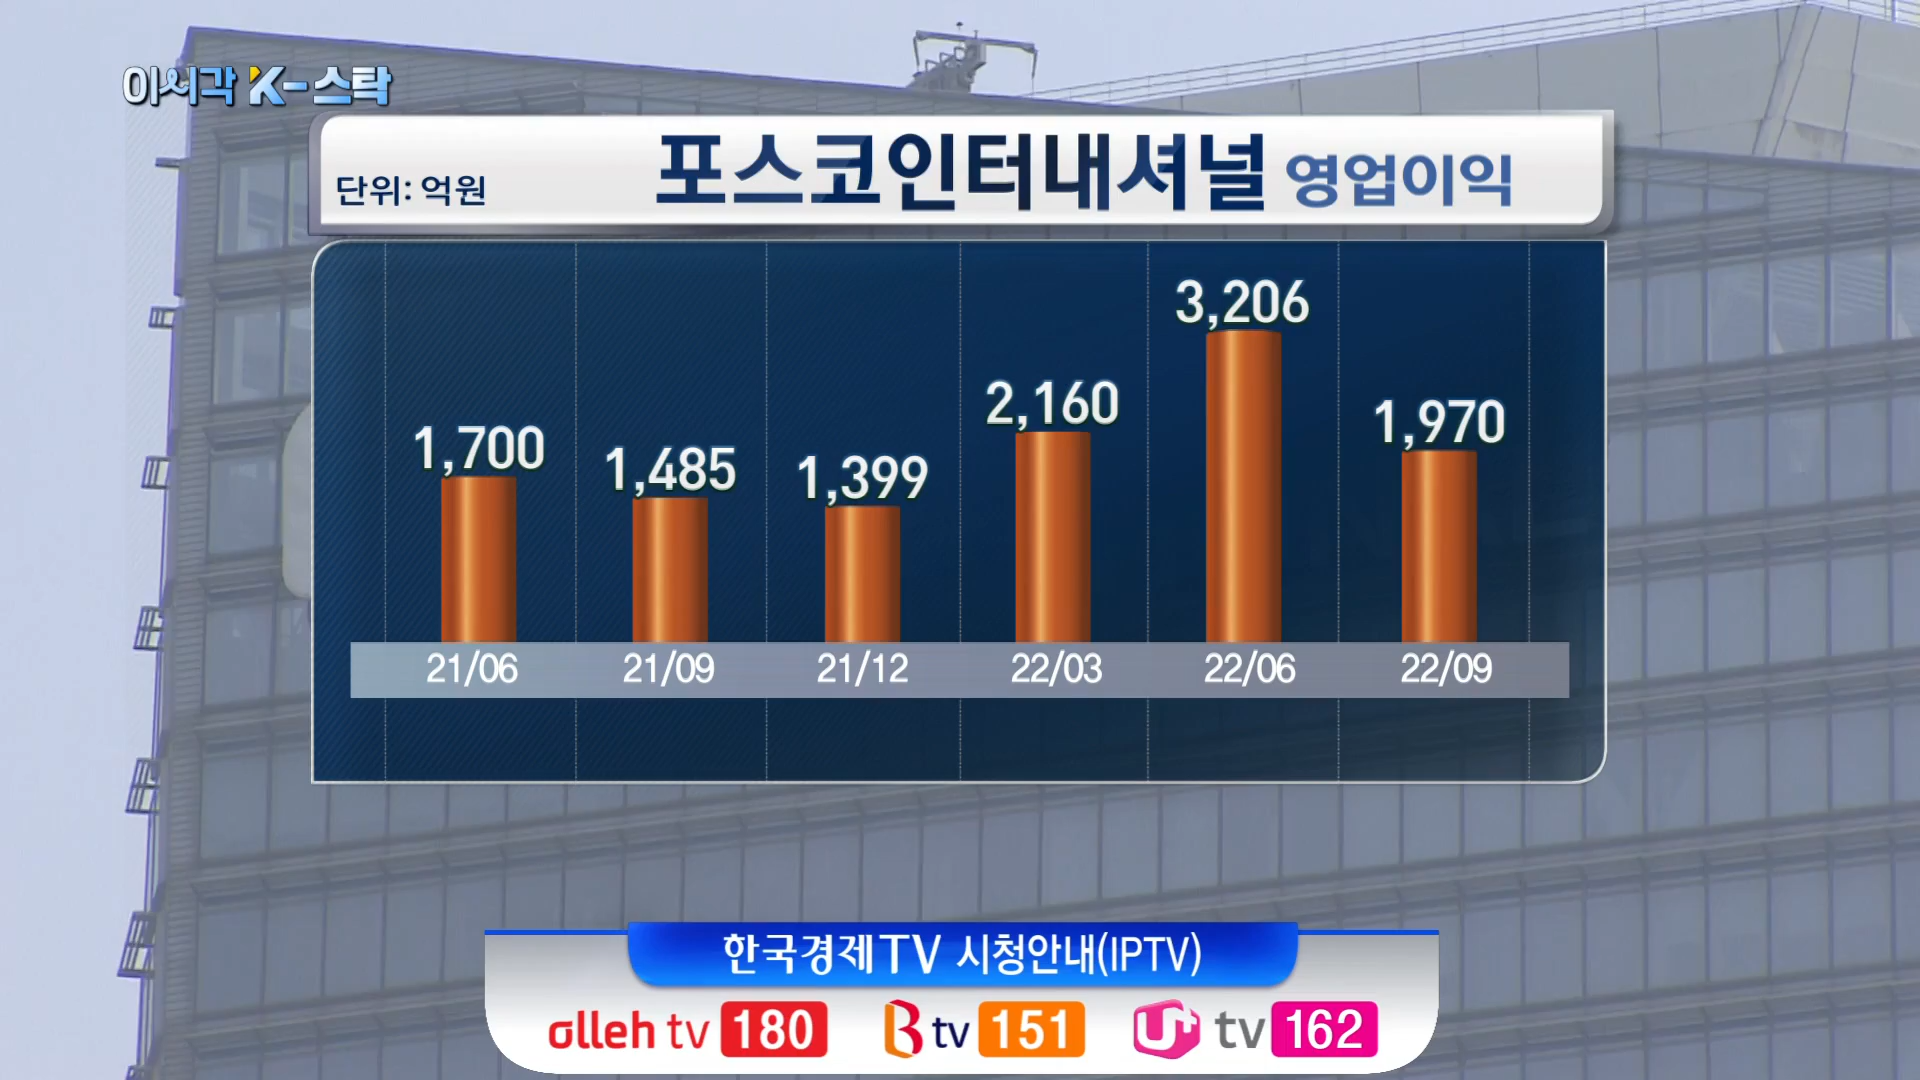 이시각 K-스탁
단위: 억원
포스코인터내셔널 영업이익
1,700
1,485
1,399
2,160
3,206
1,970
21/06
21/09
21/12
22/03
22/06
22/09
한국경제TV 시청안내(IPTV)
olleh tv 180
B tv 151
U+ tv 162